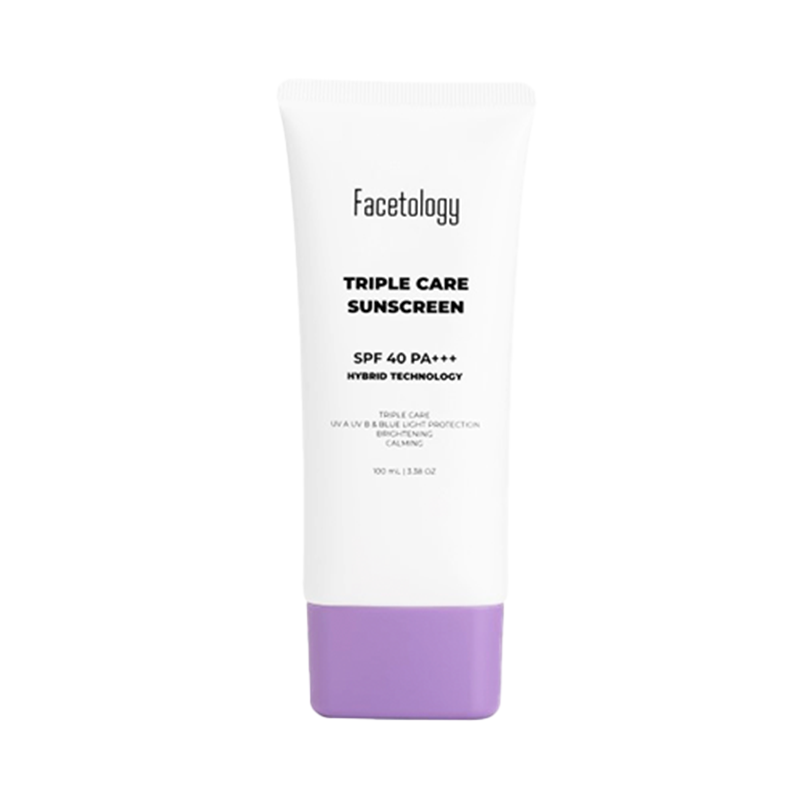 Facetology
TRIPLE CARE
SUNSCREEN
SPF 40 PA+++
HYBRID TECHNOLOGY
TRIPLE CARE
UV A UV B & BLUE LIGHT PROTECTION
BRIGHTENING
CALMING
100 mL | 3.38 OZ